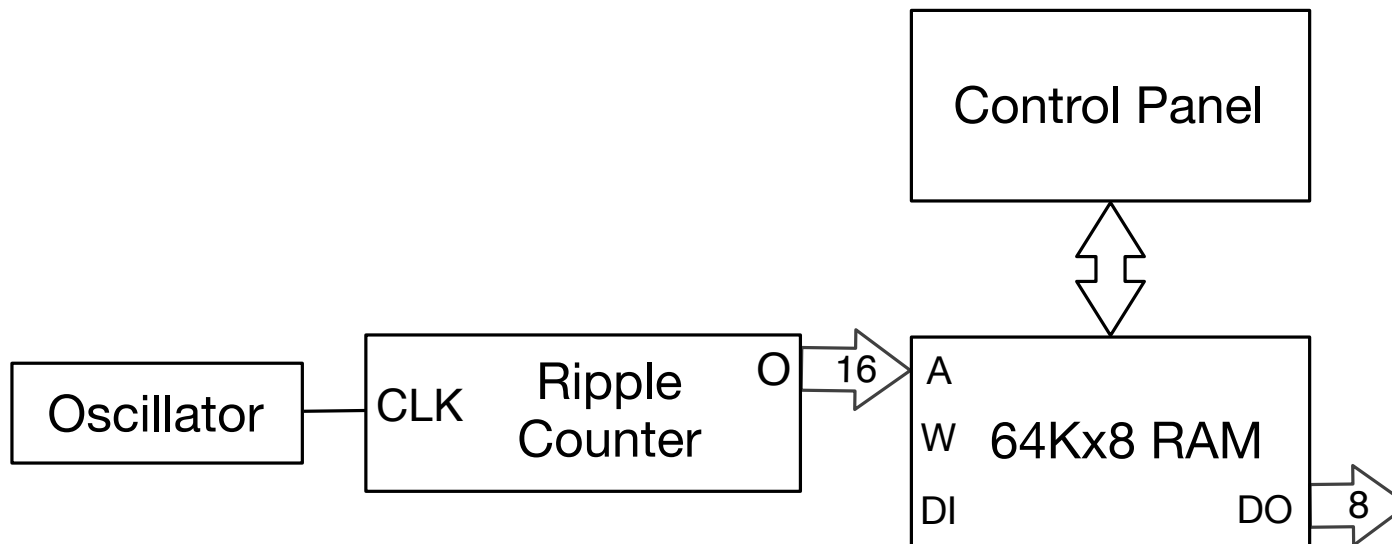 Control Panel
Oscillator
CLK
Ripple
Counter
O
16
A
W
DI
64Kx8 RAM
DO
8